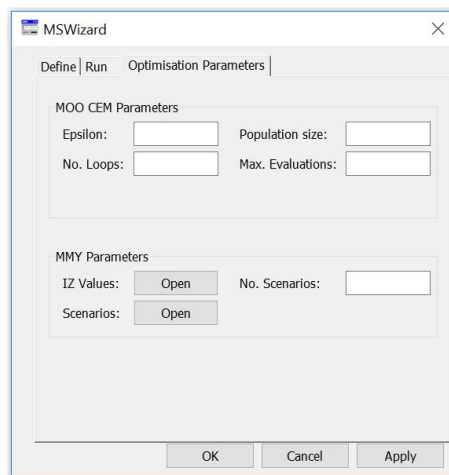 MSWizard
Define Run Optimisation Parameters
MOO CEM Parameters
Epsilon: Population size:
No. Loops: Max. Evaluations:
MMY Parameters
IZ Values: Open No. Scenarios:
Scenarios: Open
OK Cancel Apply